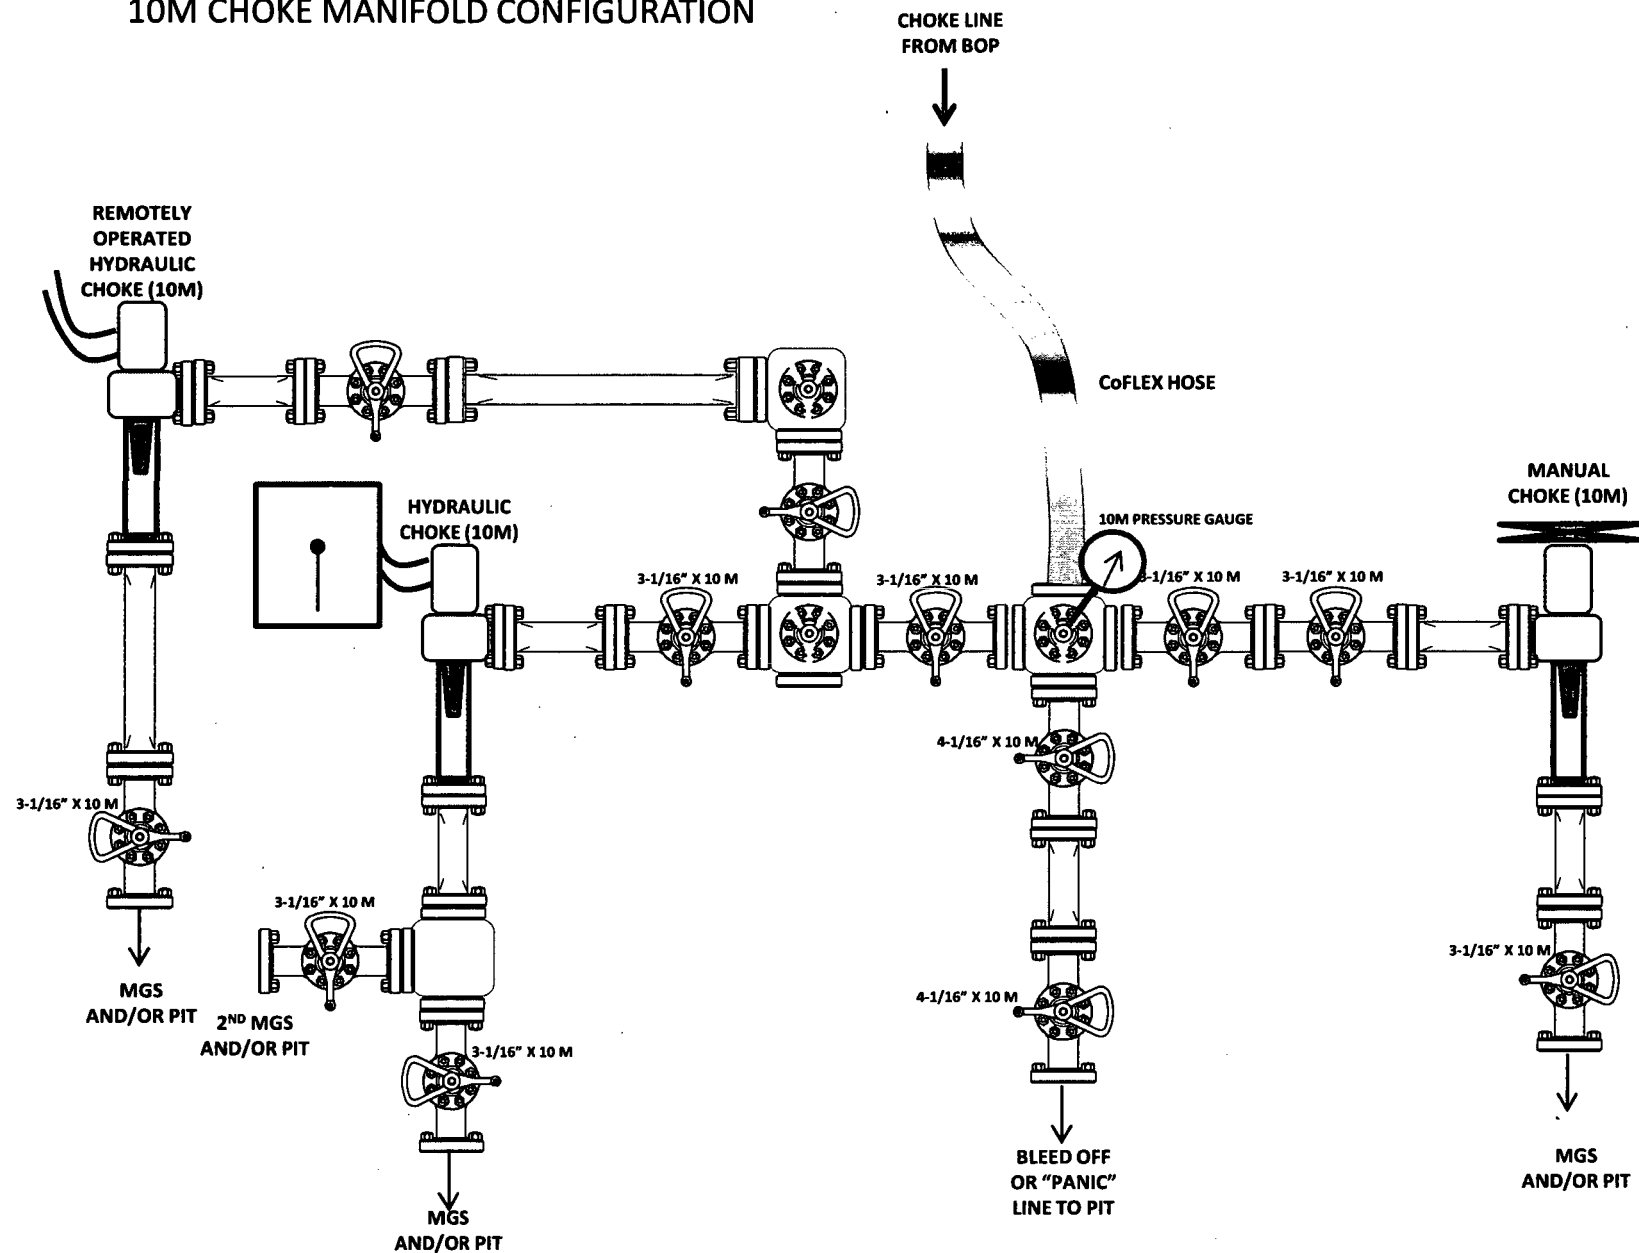 10M CHOKE MANIFOLD CONFIGURATION
CHOKE LINE
FROM BOP
REMOTELY
OPERATED
HYDRAULIC
CHOKE (10M)
CoFLEX HOSE
MANUAL
CHOKE (10M)
HYDRAULIC
CHOKE (10M)
10M PRESSURE GAUGE
3-1/16" X 10 M
3-1/16" X 10 M
3-1/16" X 10 M
3-1/16" X 10 M
4-1/16" X 10 M
3-1/16" X 10 M
3-1/16" X 10 M
3-1/16" X 10 M
4-1/16" X 10 M
MGS
AND/OR PIT
2ND MGS
AND/OR PIT
3-1/16" X 10 M
BLEED OFF
OR “PANIC”
LINE TO PIT
MGS
AND/OR PIT
MGS
AND/OR PIT